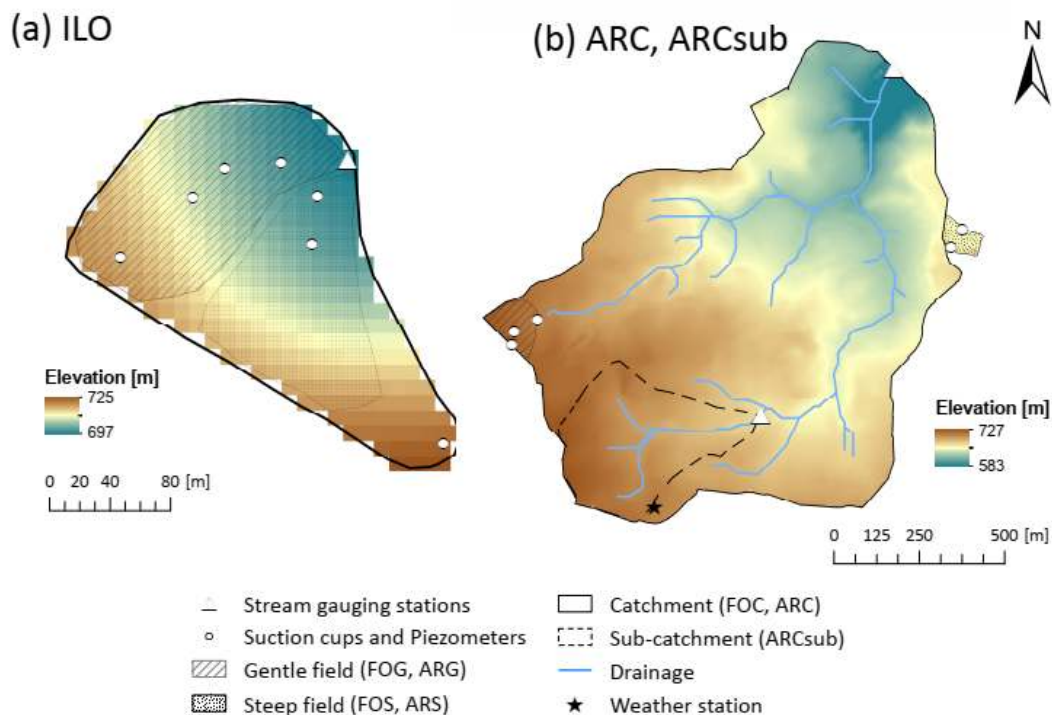 (a) ILO
(b) ARC, ARCsub
N
Elevation [m]
725
697
0 20 40 80 [m]
Elevation [m]
727
583
0 125 250 500 [m]
Stream gauging stations
Suction cups and Piezometers
Gentle field (FOG, ARG)
Steep field (FOS, ARS)
Catchment (FOC, ARC)
Sub-catchment (ARCsub)
Drainage
Weather station